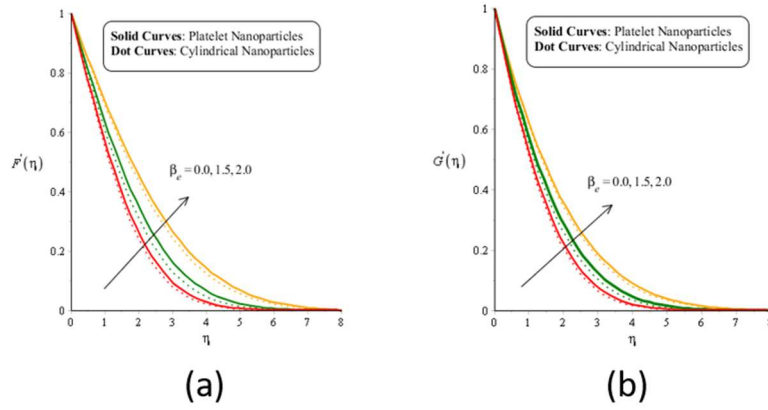 Solid Curves: Platelet Nanoparticles
Dot Curves: Cylindrical Nanoparticles
1
0.8
0.6
F'(η)
0.4
0.2
0
βe = 0.0, 1.5, 2.0
0 1 2 3 4 5 6 7 8
η
(a)
Solid Curves: Platelet Nanoparticles
Dot Curves: Cylindrical Nanoparticles
1
0.8
0.6
G'(η)
0.4
0.2
0
βe = 0.0, 1.5, 2.0
0 1 2 3 4 5 6 7 8
η
(b)